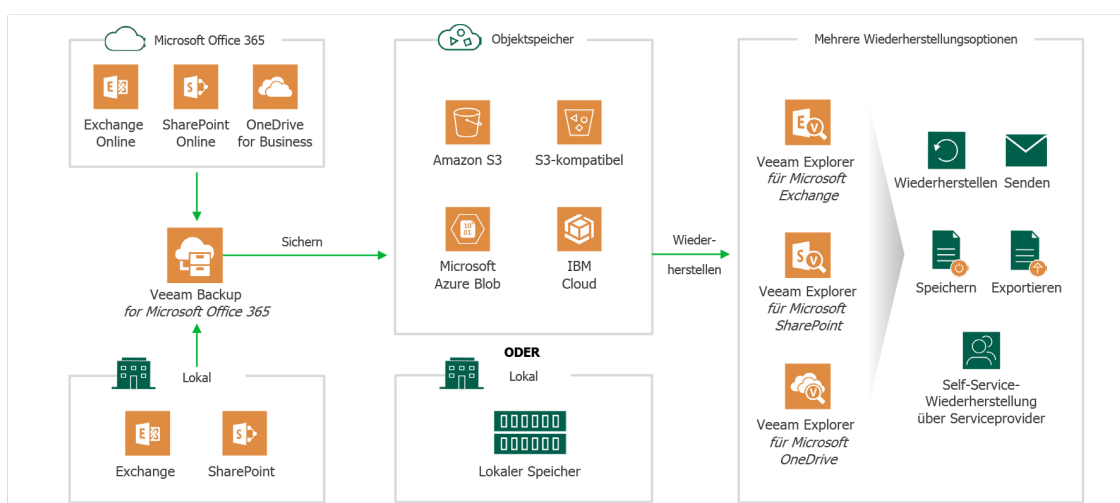 Microsoft Office 365
Exchange
Online
SharePoint
Online
OneDrive
for Business
Veeam Backup
for Microsoft Office 365
Lokal
Exchange
SharePoint
Sichern
Objektspeicher
Amazon S3
S3-kompatibel
Microsoft
Azure Blob
IBM
Cloud
ODER
Lokal
Lokaler Speicher
Wieder-
herstellen
Mehrere Wiederherstellungsoptionen
Veeam Explorer
für Microsoft
Exchange
Veeam Explorer
für Microsoft
SharePoint
Veeam Explorer
für Microsoft
OneDrive
Wiederherstellen
Senden
Speichern
Exportieren
Self-Service-
Wiederherstellung
über Serviceprovider